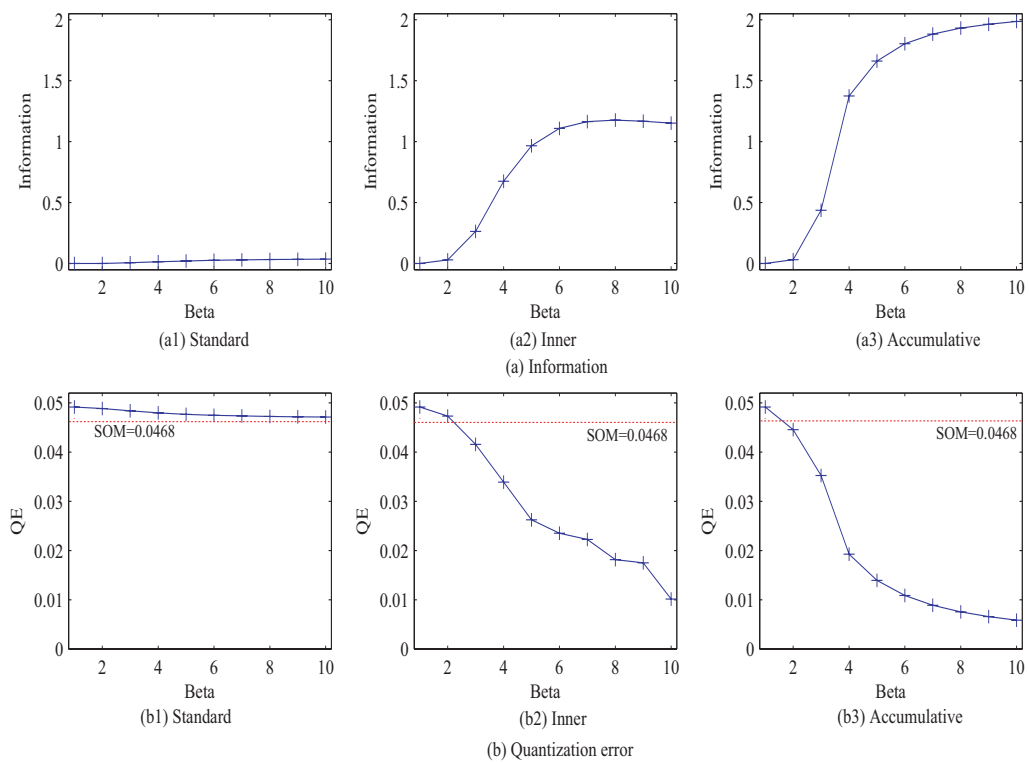 2
2
2
1.5
1.5
1.5
Information
Information
Information
1
1
1
0.5
0.5
0.5
0
0
0
2 4 6 8 10
2 4 6 8 10
2 4 6 8 10
Beta
Beta
Beta
(a1) Standard
(a2) Inner
(a3) Accumulative
(a) Information
0.05
0.05
0.05
SOM=0.0468
SOM=0.0468
SOM=0.0468
0.04
0.04
0.04
0.03
0.03
0.03
QE
QE
QE
0.02
0.02
0.02
0.01
0.01
0.01
0
0
0
2 4 6 8 10
2 4 6 8 10
2 4 6 8 10
Beta
Beta
Beta
(b1) Standard
(b2) Inner
(b3) Accumulative
(b) Quantization error